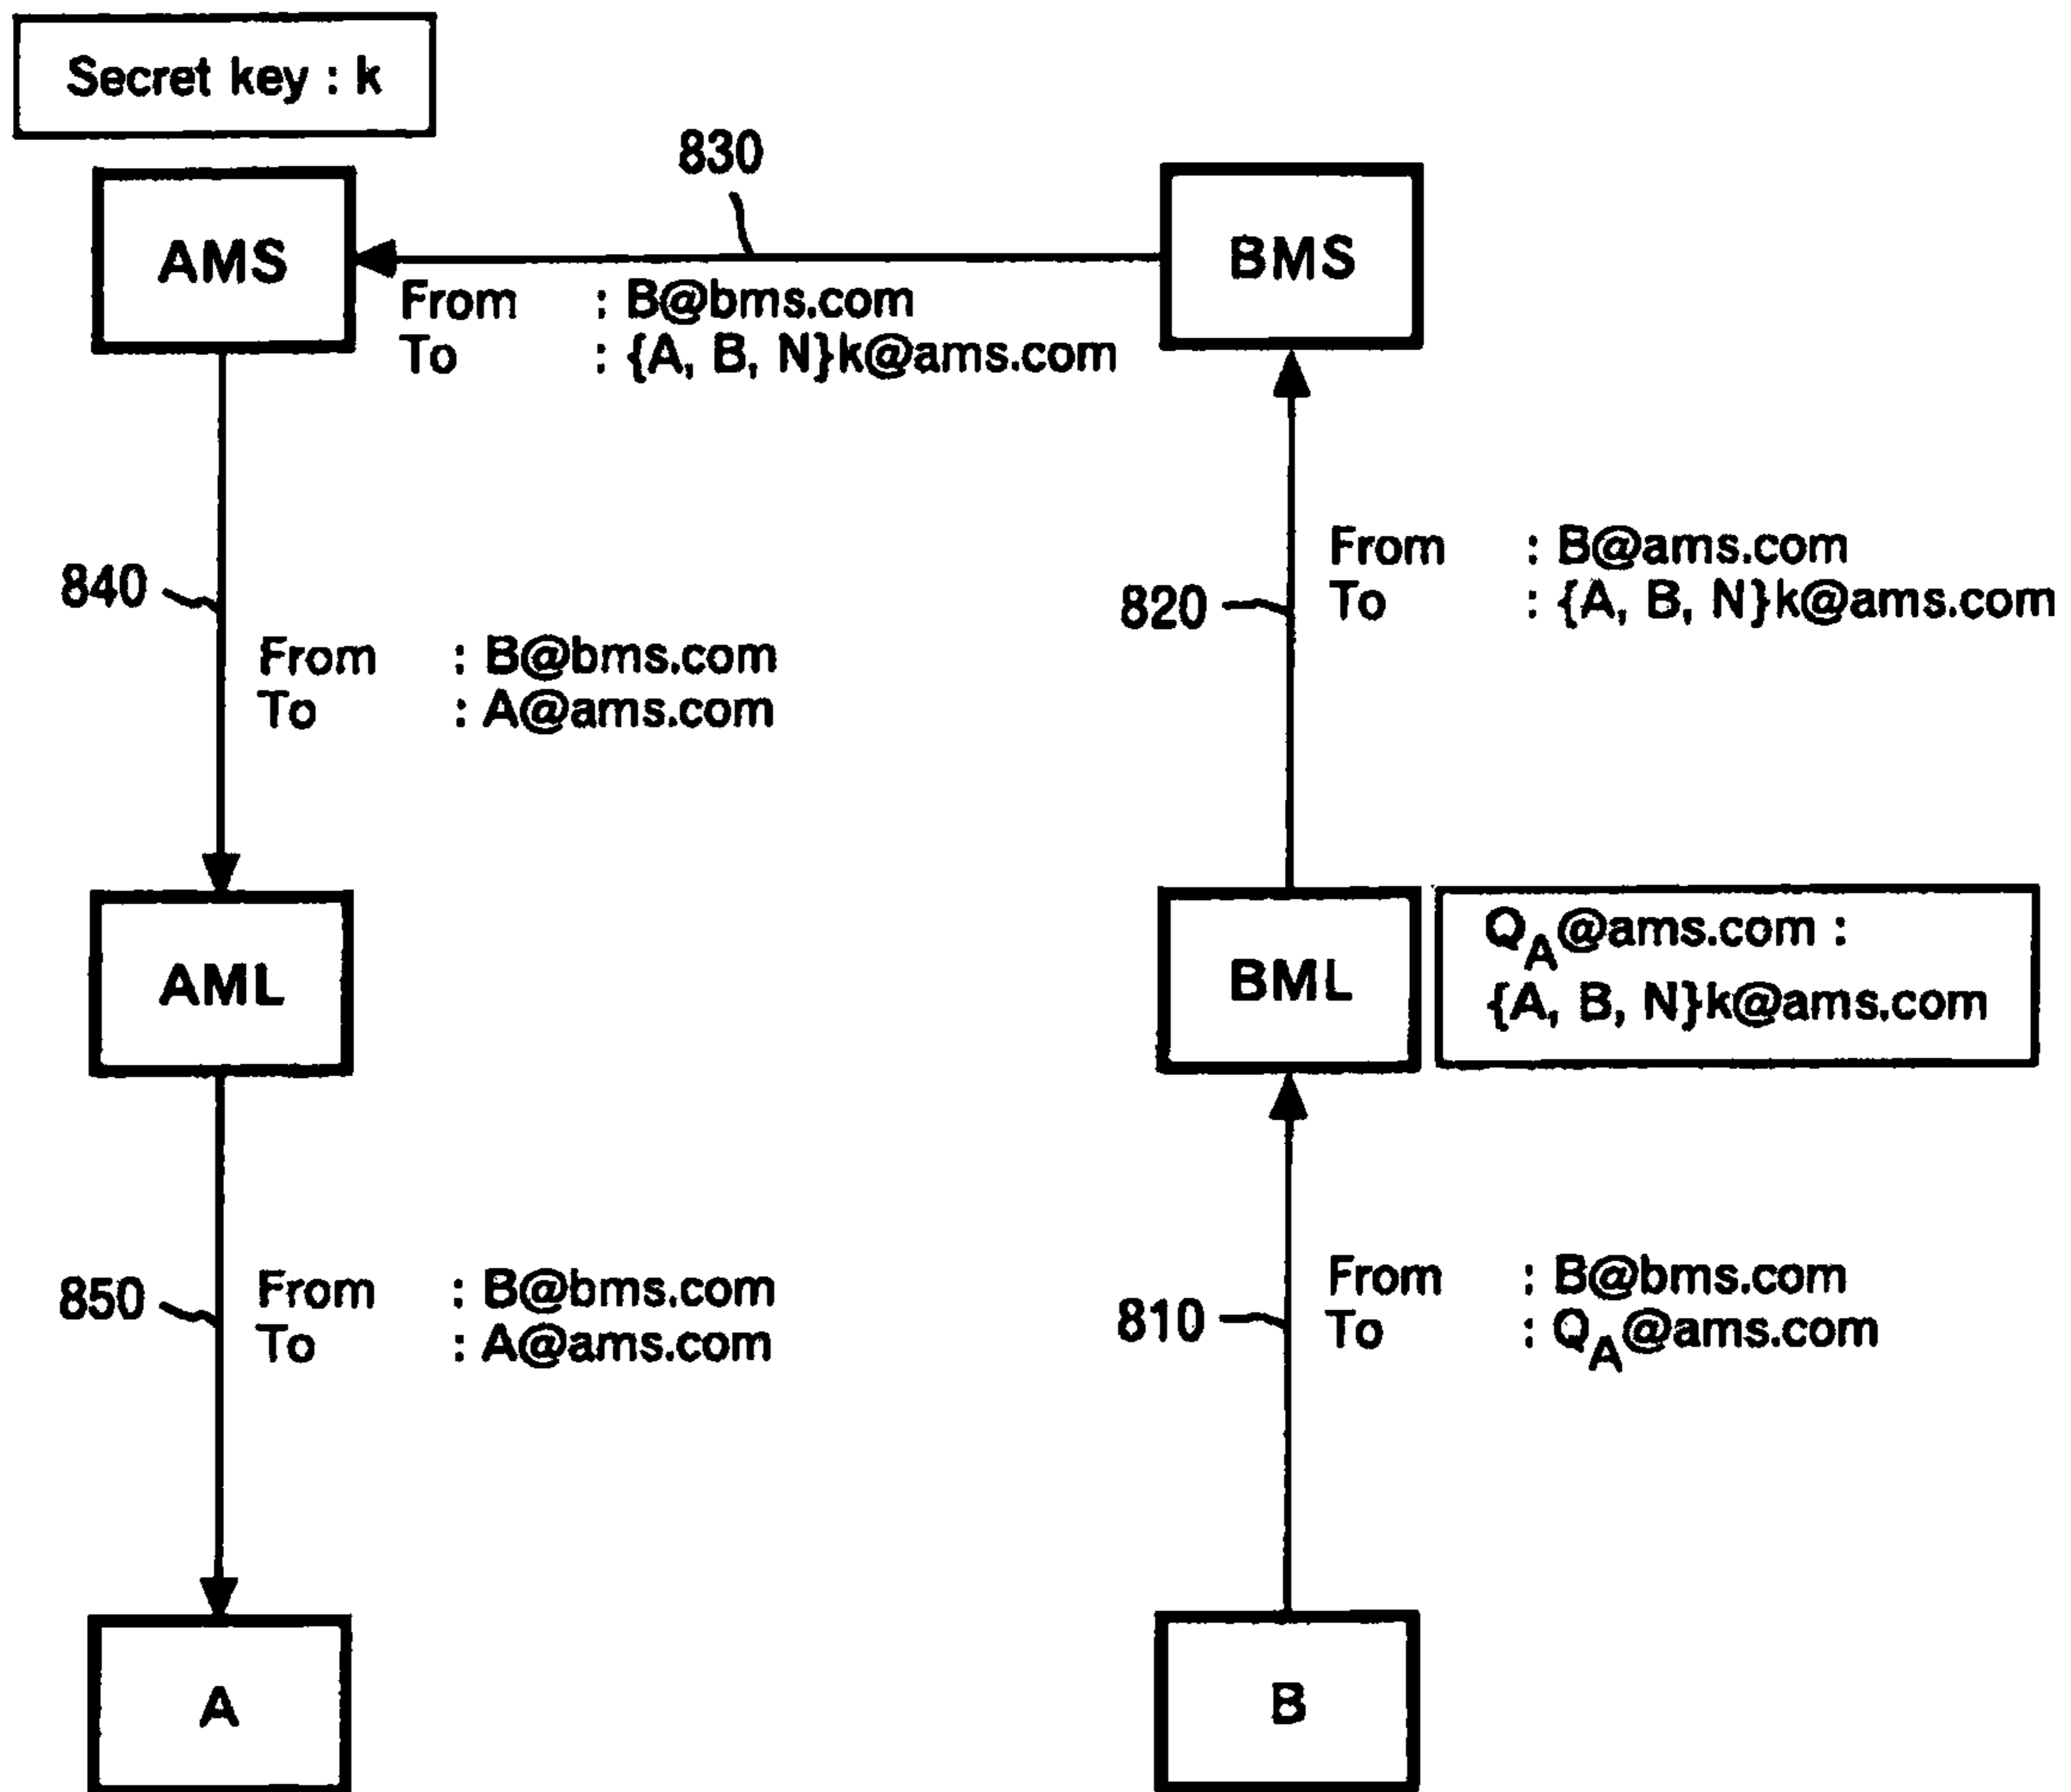 Secret key : k
830
AMS
BMS
From : B@bms.com
To : {A, B, N}k@ams.com
840
From : B@bms.com
To : A@ams.com
820
From : B@ams.com
To : {A, B, N}k@ams.com
AML
BML
Q_A@ams.com :
{A, B, N}k@ams.com
850
From : B@bms.com
To : A@ams.com
810
From : B@bms.com
To : Q_A@ams.com
A
B